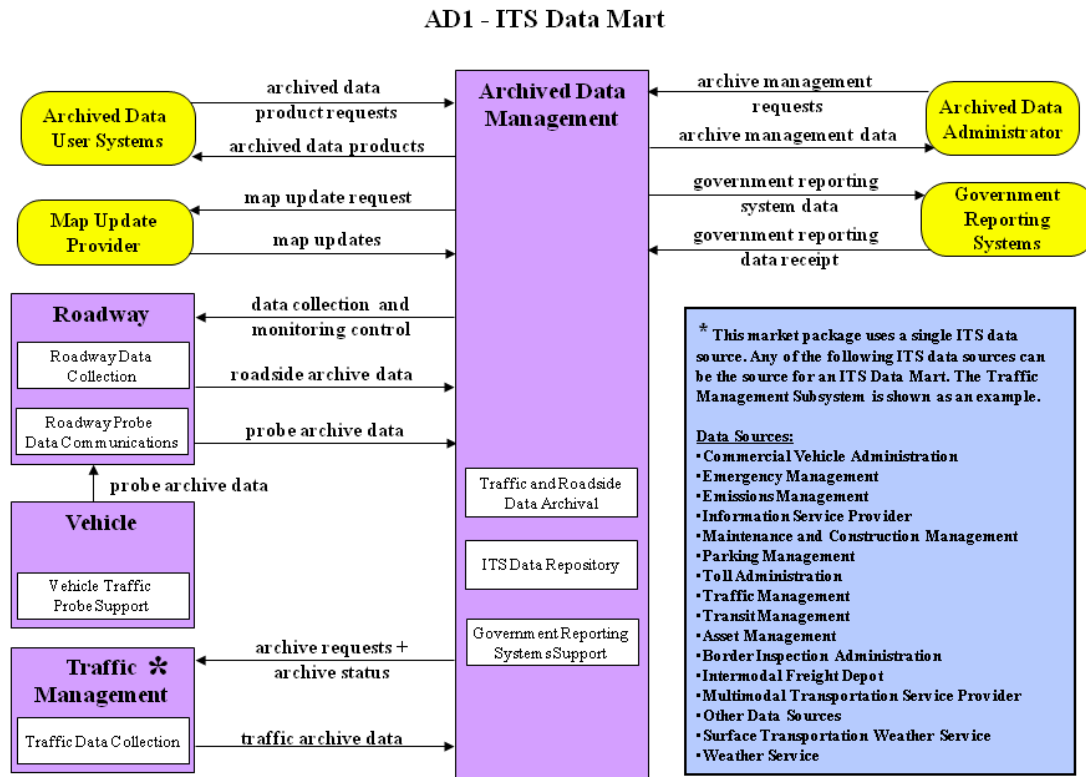 AD1 - ITS Data Mart
archived data
product requests
Archived Data
User Systems
archived data products
map update request
Map Update
Provider
map updates
Archived Data
Management
archive management
requests
Archived Data
Administrator
archive management data
government reporting
system data
Government
Reporting
Systems
government reporting
data receipt
Roadway
data collection and
monitoring control
Roadway Data
Collection
roadside archive data
Roadway Probe
Data Communications
probe archive data
probe archive data
Vehicle
Vehicle Traffic
Probe Support
Traffic and Roadside
Data Archival
ITS Data Repository
Government Reporting
Systems Support
archive requests +
archive status
Traffic *
Management
Traffic Data Collection
traffic archive data
* This market package uses a single ITS data
source. Any of the following ITS data sources can
be the source for an ITS Data Mart. The Traffic
Management Subsystem is shown as an example.
Data Sources:
•Commercial Vehicle Administration
•Emergency Management
•Emissions Management
•Information Service Provider
•Maintenance and Construction Management
•Parking Management
•Toll Administration
•Traffic Management
•Transit Management
•Asset Management
•Border Inspection Administration
•Intermodal Freight Depot
•Multimodal Transportation Service Provider
•Other Data Sources
•Surface Transportation Weather Service
•Weather Service